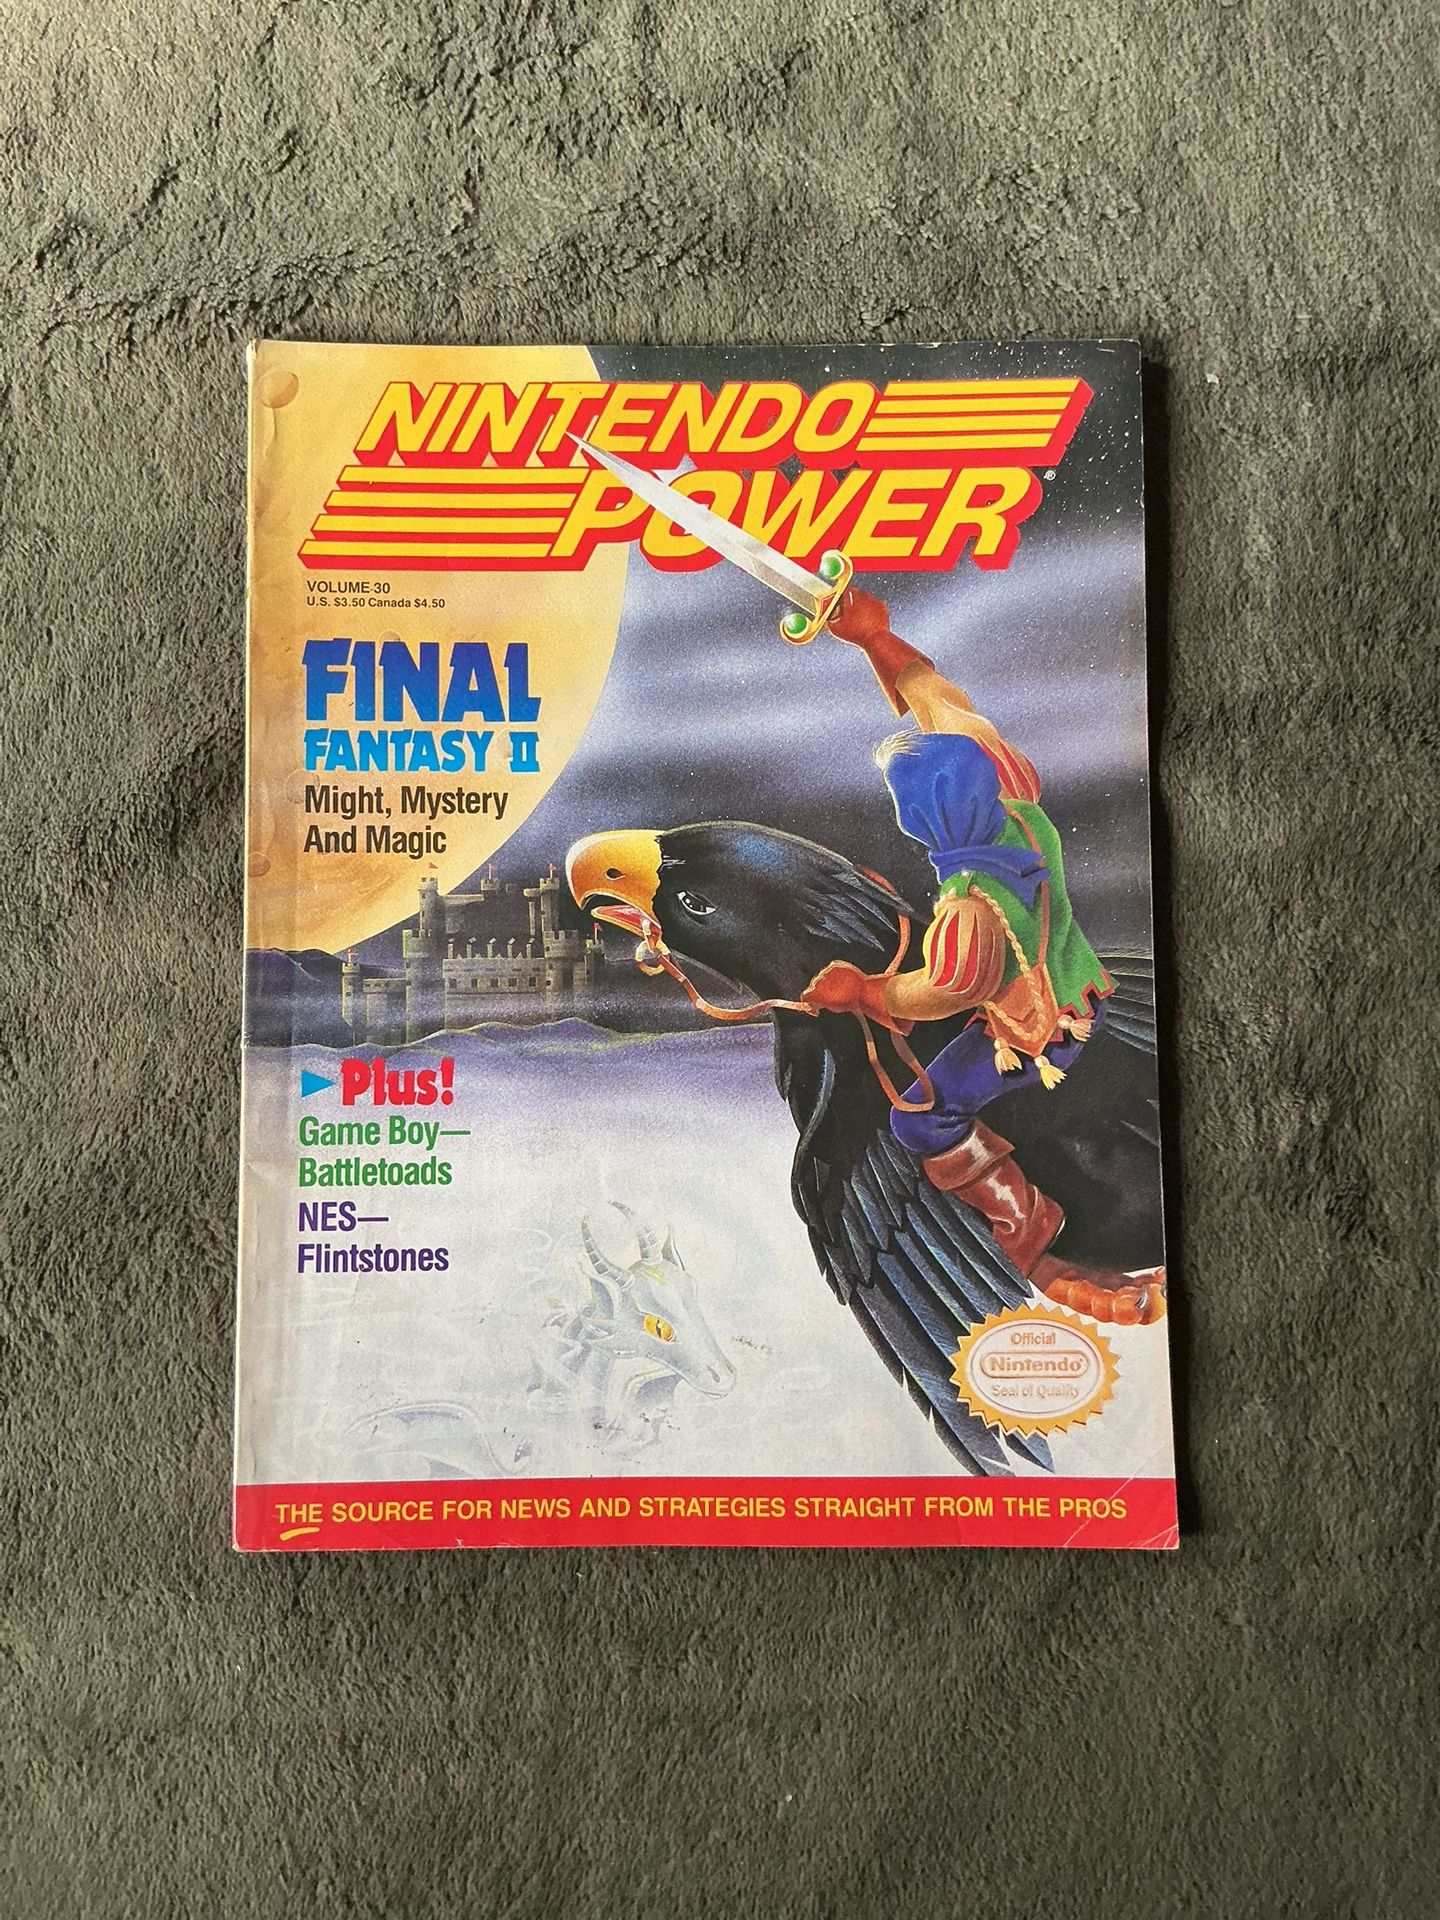 NINTENDO
POWER®
VOLUME 30
U.S. $3.50 Canada $4.50
FINAL
FANTASY II
Might, Mystery
And Magic
Plus!
Game Boy—
Battletoads
NES—
Flintstones
Official
Nintendo®
Seal of Quality
THE SOURCE FOR NEWS AND STRATEGIES STRAIGHT FROM THE PROS